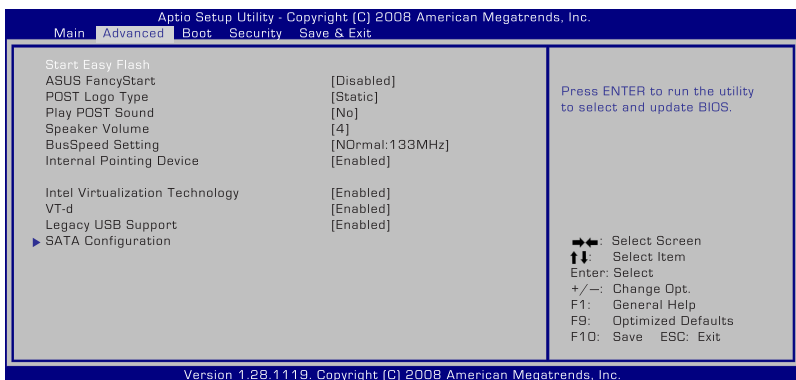 Aptio Setup Utility - Copyright (C) 2008 American Megatrends, Inc.
Main Advanced Boot Security Save & Exit
Start Easy Flash
ASUS FancyStart [Disabled]
POST Logo Type [Static]
Play POST Sound [No]
Speaker Volume [4]
BusSpeed Setting [N0rmal:133MHz]
Internal Pointing Device [Enabled]
Intel Virtualization Technology [Enabled]
VT-d [Enabled]
Legacy USB Support [Enabled]
SATA Configuration
Press ENTER to run the utility
to select and update BIOS.
→←: Select Screen
↑↓: Select Item
Enter: Select
+/—: Change Opt.
F1: General Help
F9: Optimized Defaults
F10: Save ESC: Exit
Version 1.28.1119. Copyright (C) 2008 American Megatrends, Inc.